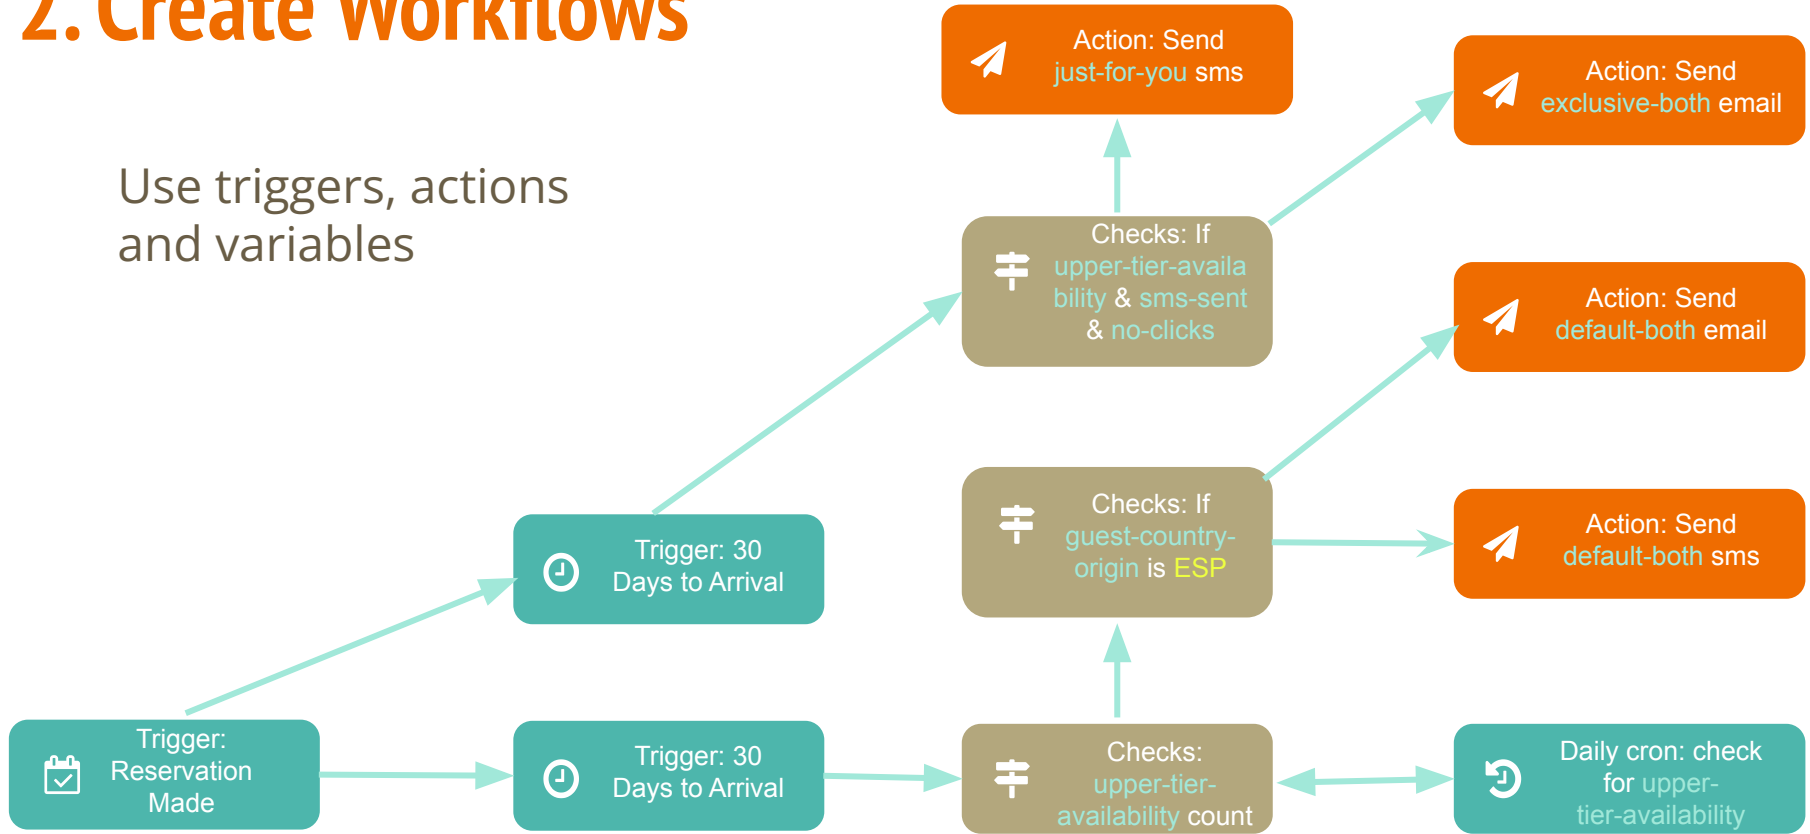 2. Create Workflows
Use triggers, actions
and variables
Action: Send
just-for-you sms
Action: Send
exclusive-both email
Checks: If
upper-tier-availa
bility & sms-sent
& no-clicks
Action: Send
default-both email
Checks: If
guest-country-
origin is ESP
Action: Send
default-both sms
Trigger: 30
Days to Arrival
Trigger:
Reservation
Made
Trigger: 30
Days to Arrival
Checks:
upper-tier-
availability count
Daily cron: check
for upper-
tier-availability